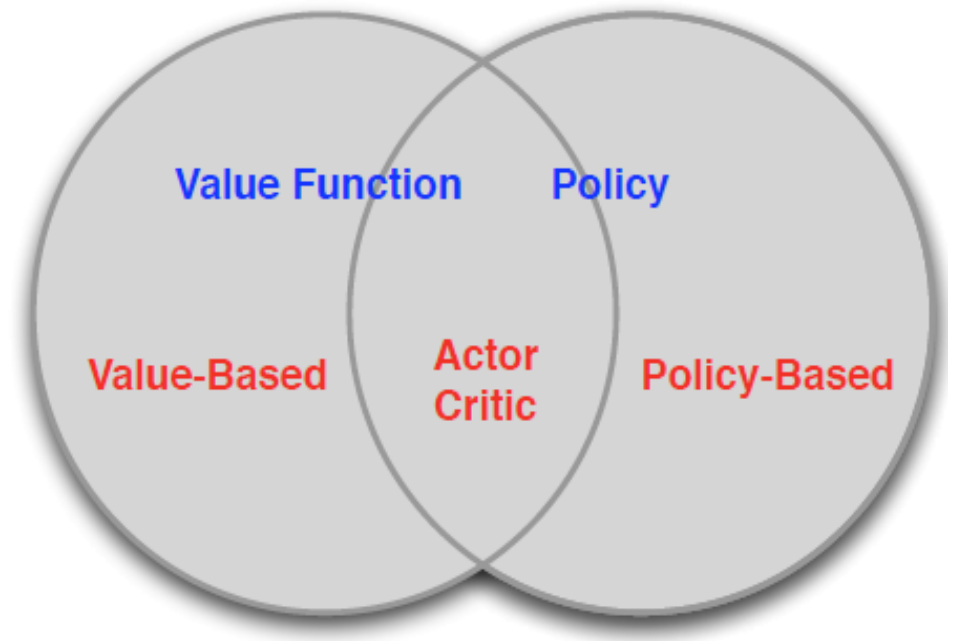 Value Function
Policy
Value-Based
Actor
Critic
Policy-Based